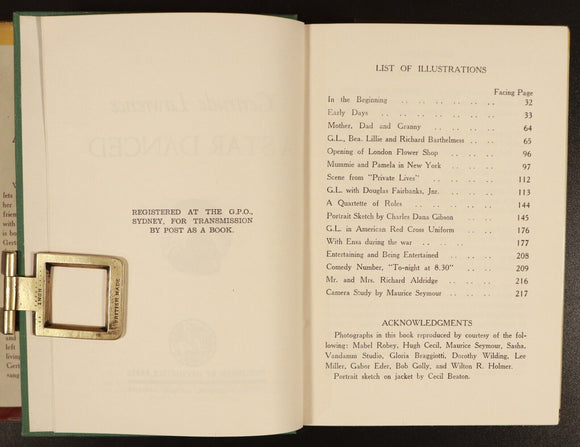 Gertrude Lawrence
A STAR DANCED
REGISTERED AT THE G.P.O.,
SYDNEY, FOR TRANSMISSION
BY POST AS A BOOK.
BRITISH MADE
LIST OF ILLUSTRATIONS
Facing Page
In the Beginning .. .. .. .. .. .. 32
Early Days .. .. .. .. .. .. .. 33
Mother, Dad and Granny .. .. .. .. .. 64
G.L., Bea. Lillie and Richard Barthelmess .. .. 65
Opening of London Flower Shop .. .. .. 96
Mummie and Pamela in New York .. .. .. 97
Scene from "Private Lives" .. .. .. .. 112
G.L. with Douglas Fairbanks, Jnr. .. .. .. 113
A Quartette of Roles .. .. .. .. .. 144
Portrait Sketch by Charles Dana Gibson .. .. 145
G.L. in American Red Cross Uniform .. .. 176
With Ensa during the war .. .. .. .. 177
Entertaining and Being Entertained .. .. .. 208
Comedy Number, "To-night at 8.30" .. .. .. 209
Mr. and Mrs. Richard Aldridge .. .. .. 216
Camera Study by Maurice Seymour .. .. .. 217
ACKNOWLEDGMENTS
Photographs in this book reproduced by courtesy of the fol-
lowing: Mabel Robey, Hugh Cecil, Maurice Seymour, Sasha,
Vandamm Studio, Gloria Braggiotti, Dorothy Wilding, Lee
Miller, Gabor Eder, Bob Golly, and Wilton R. Holmer.
Portrait sketch on jacket by Cecil Beaton.